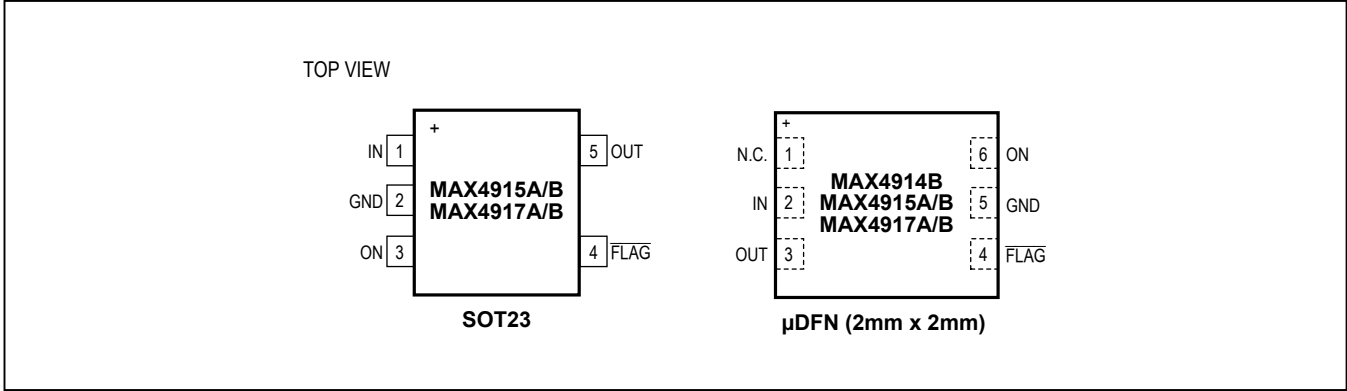 TOP VIEW
+
IN 1
5 OUT
GND 2
MAX4915A/B
MAX4917A/B
ON 3
4 FLAG
SOT23
+
N.C. 1
6 ON
IN 2
MAX4914B
MAX4915A/B
MAX4917A/B
5 GND
OUT 3
4 FLAG
µDFN (2mm x 2mm)